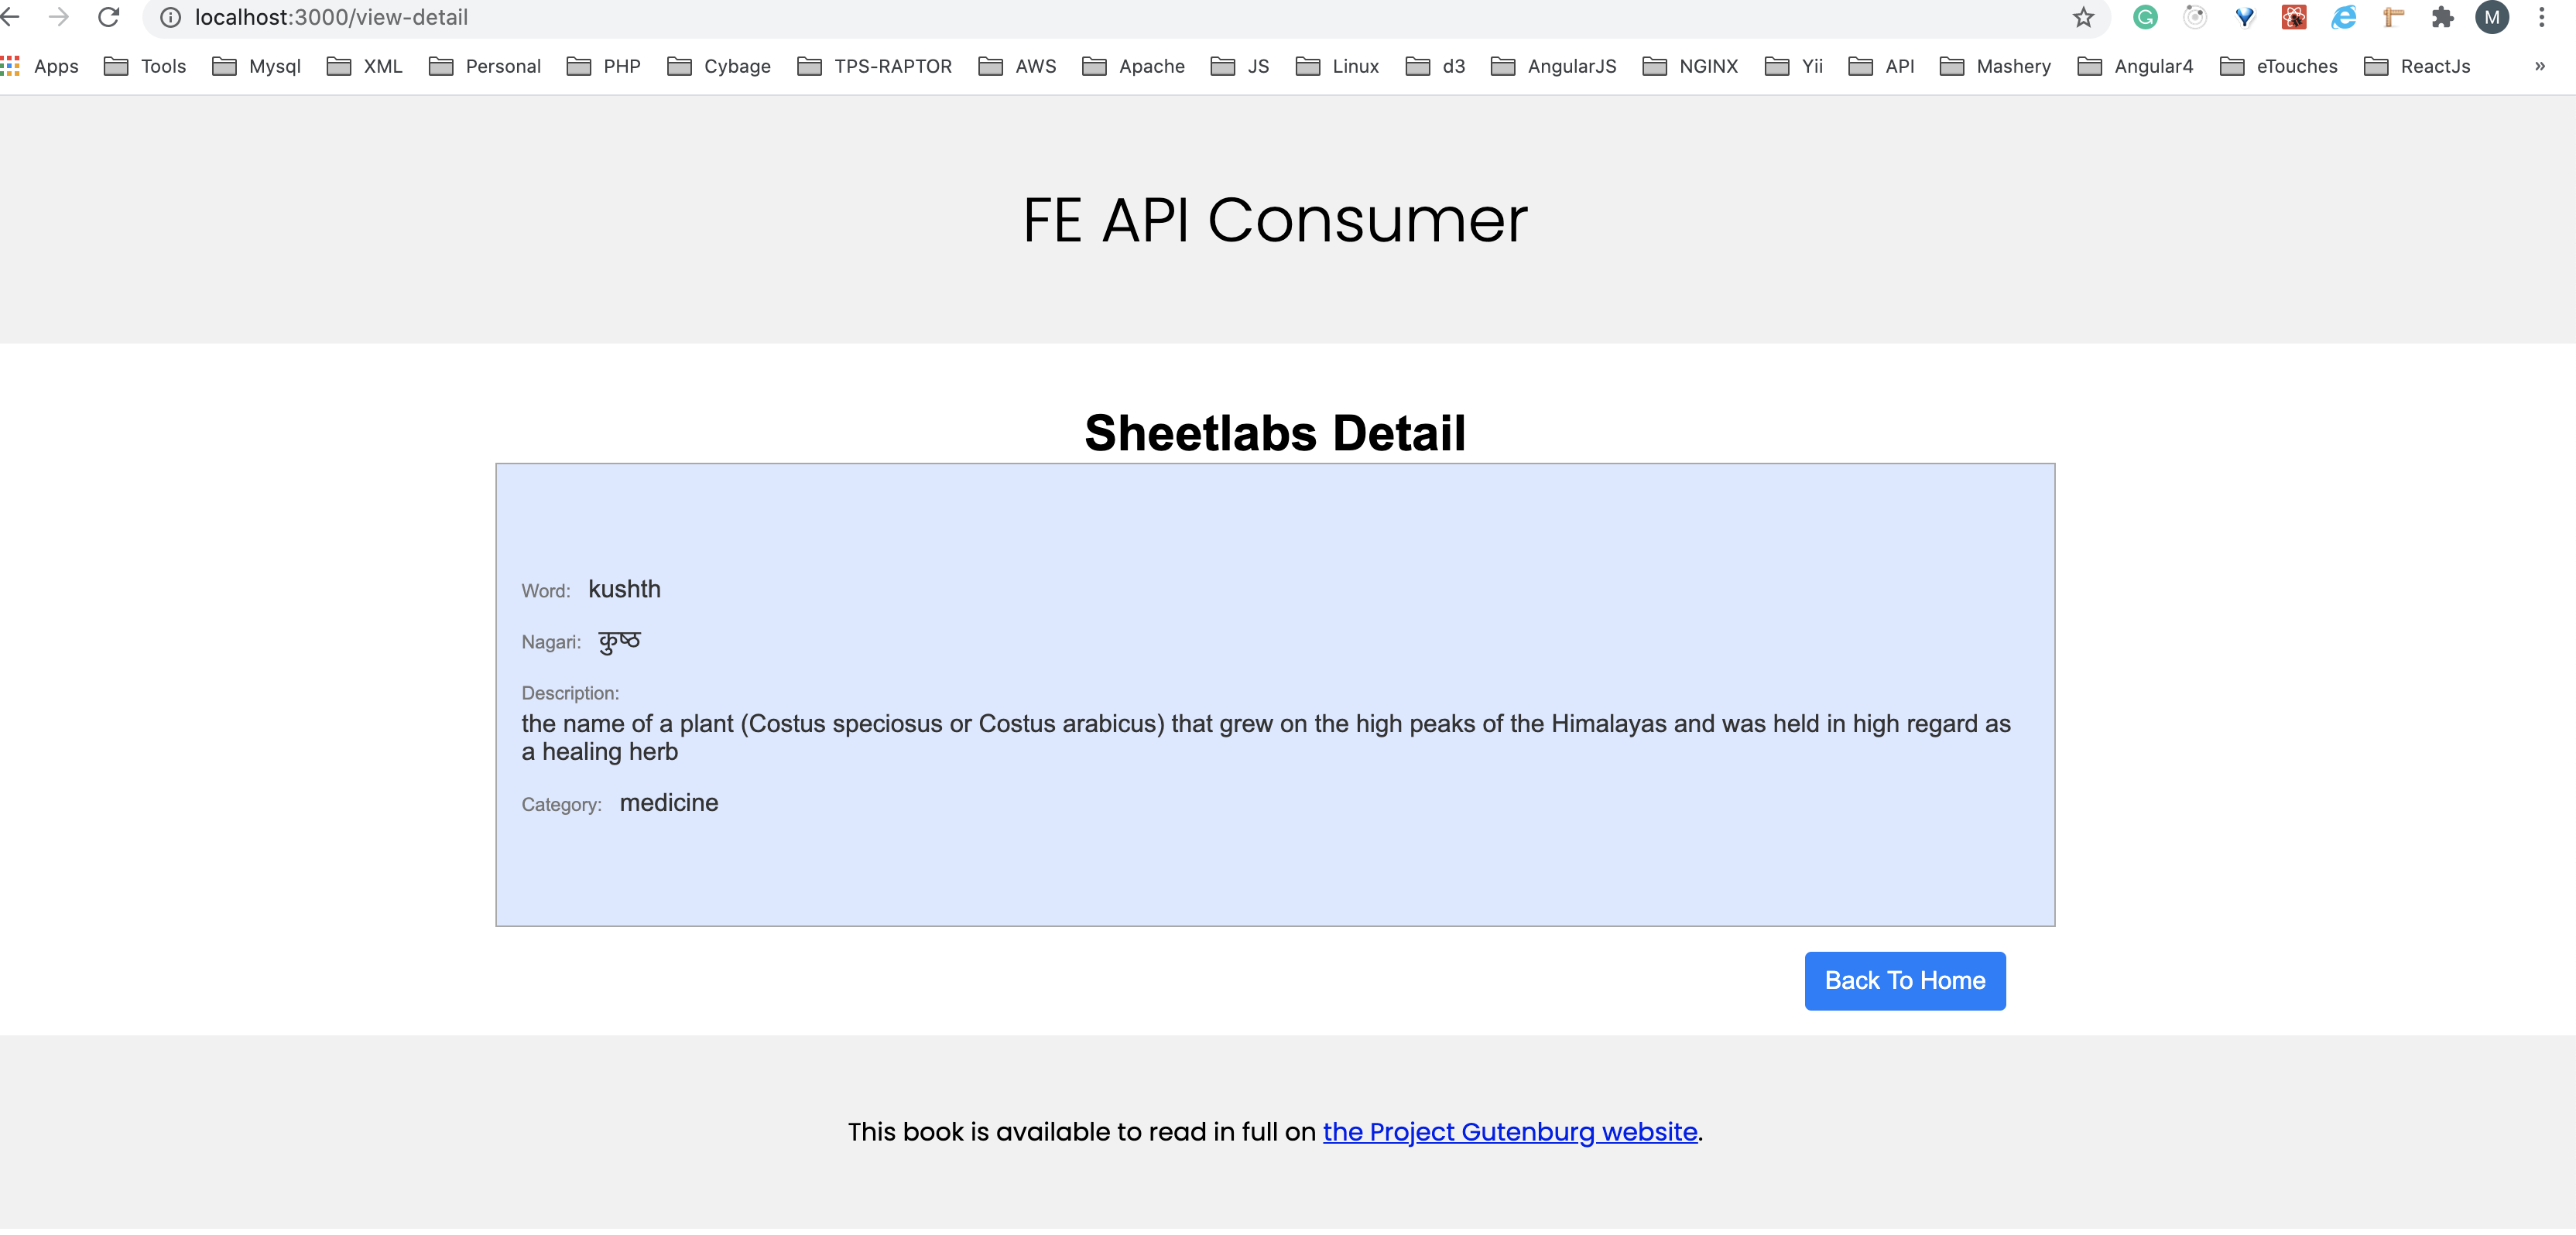 localhost:3000/view-detail
M
Apps Tools Mysql XML Personal PHP Cybage TPS-RAPTOR AWS Apache JS Linux d3 AngularJS NGINX Yii API Mashery Angular4 eTouches ReactJs »
FE API Consumer
Sheetlabs Detail
Word: kushth
Nagari: कुष्ठ
Description:
the name of a plant (Costus speciosus or Costus arabicus) that grew on the high peaks of the Himalayas and was held in high regard as
a healing herb
Category: medicine
Back To Home
This book is available to read in full on the Project Gutenburg website.